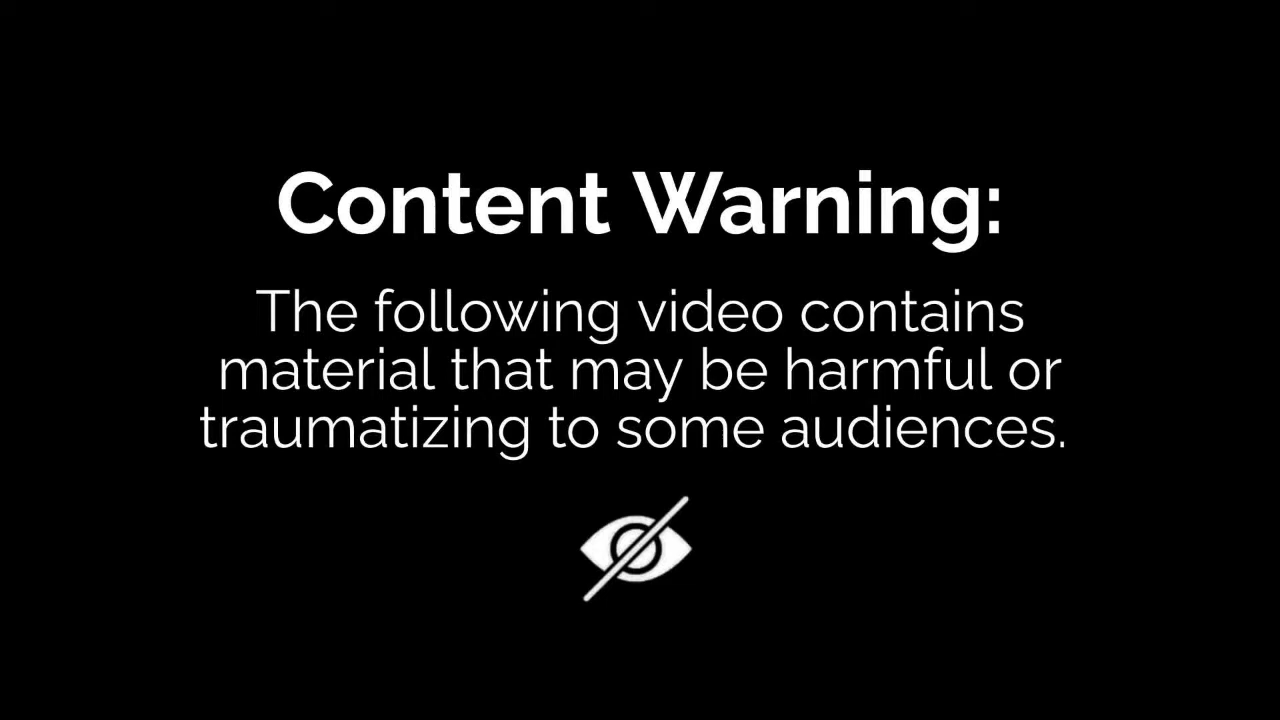 Content Warning:
The following video contains
material that may be harmful or
traumatizing to some audiences.